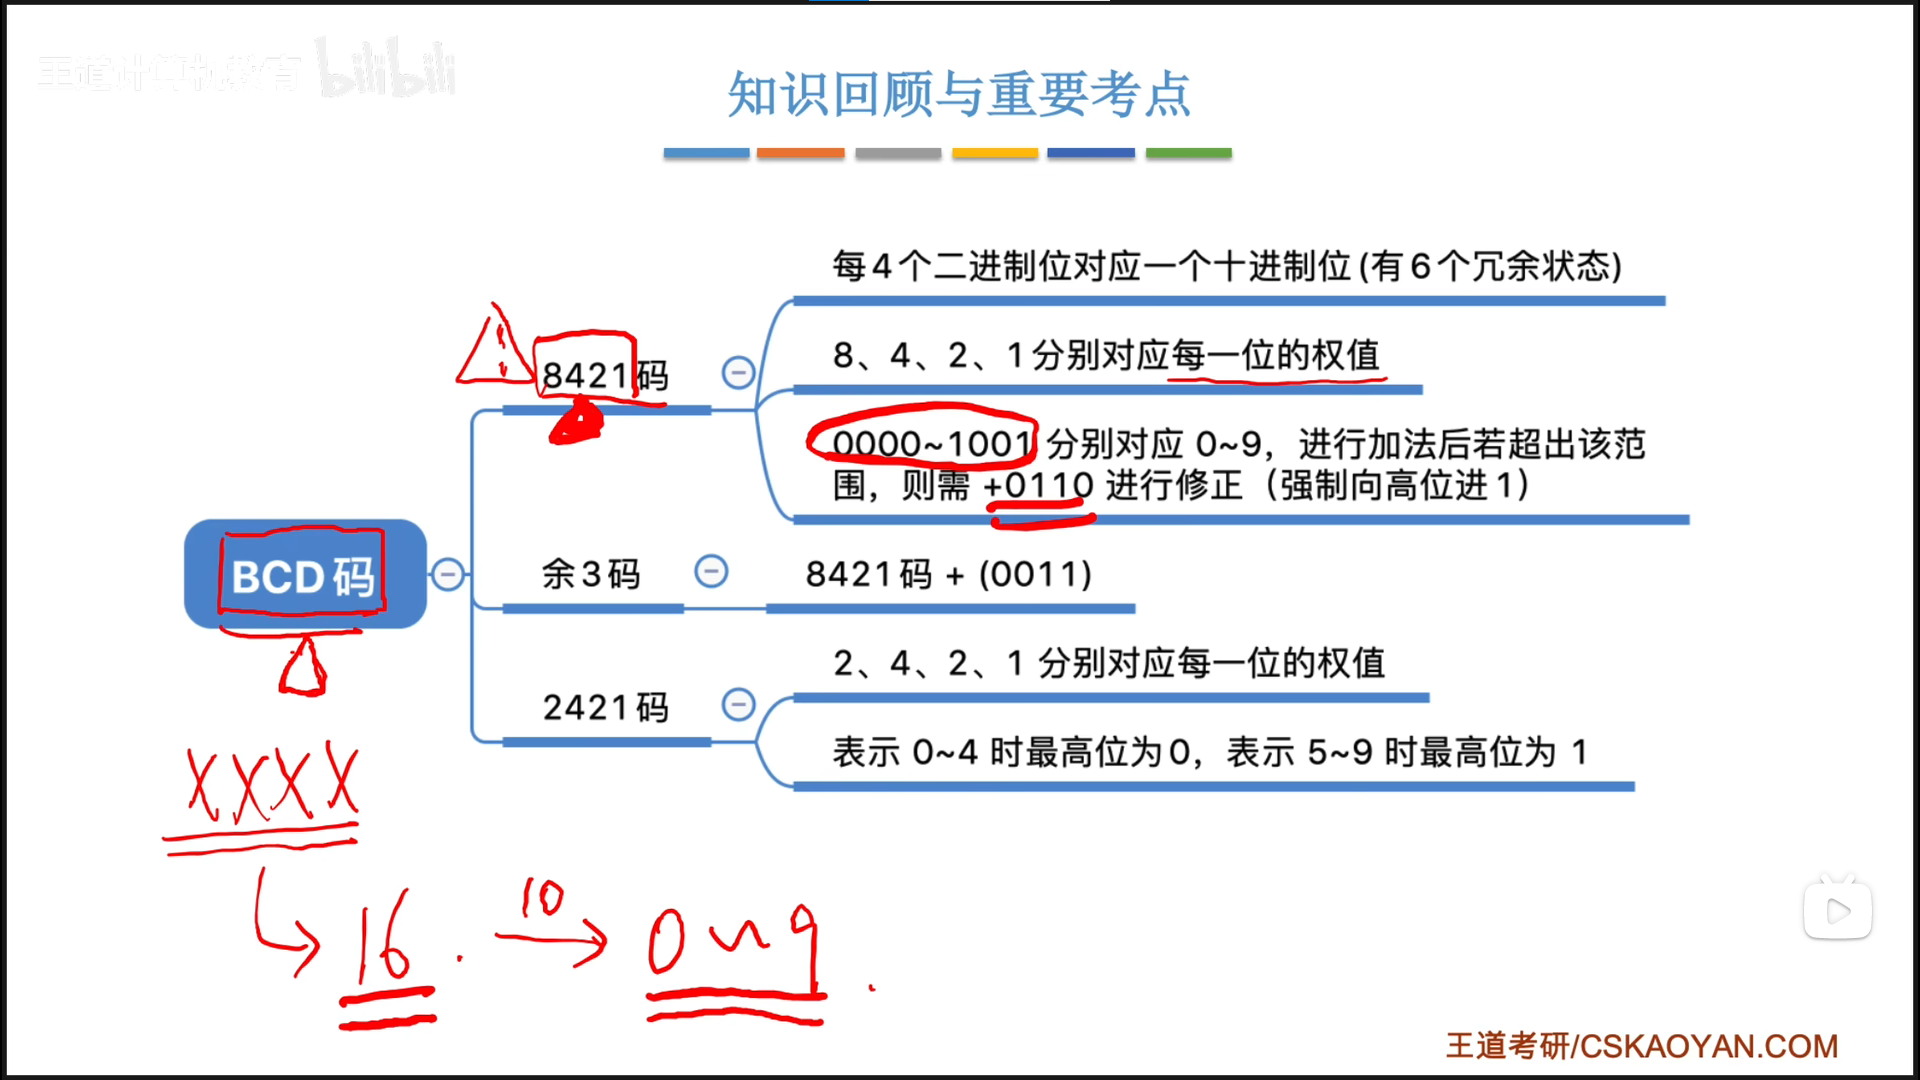 王道计算机教育 bilibili
知识回顾与重要考点
每4个二进制位对应一个十进制位(有6个冗余状态)
8421码
8、4、2、1分别对应每一位的权值
0000~1001 分别对应 0~9，进行加法后若超出该范
围，则需 +0110 进行修正（强制向高位进1）
BCD码
余3码
8421码 + (0011)
2421码
2、4、2、1 分别对应每一位的权值
表示 0~4 时最高位为0，表示 5~9 时最高位为 1
XXXX
16. 10 0~9.
王道考研/CSKAOYAN.COM